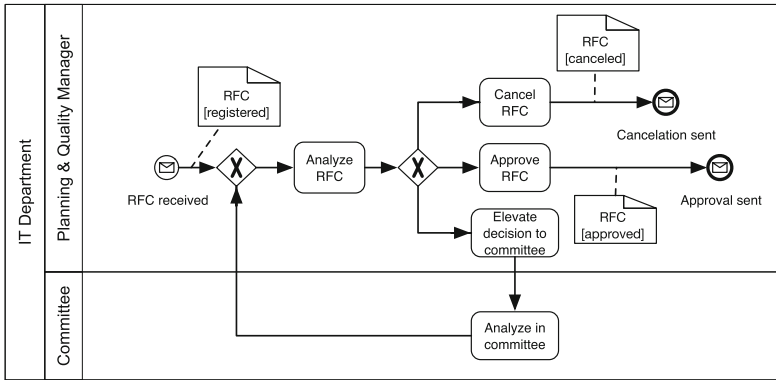 IT Department
Planning & Quality Manager
Committee
RFC received
RFC
[registered]
Analyze
RFC
Cancel
RFC
RFC
[canceled]
Cancelation sent
Approve
RFC
RFC
[approved]
Approval sent
Elevate
decision to
committee
Analyze in
committee